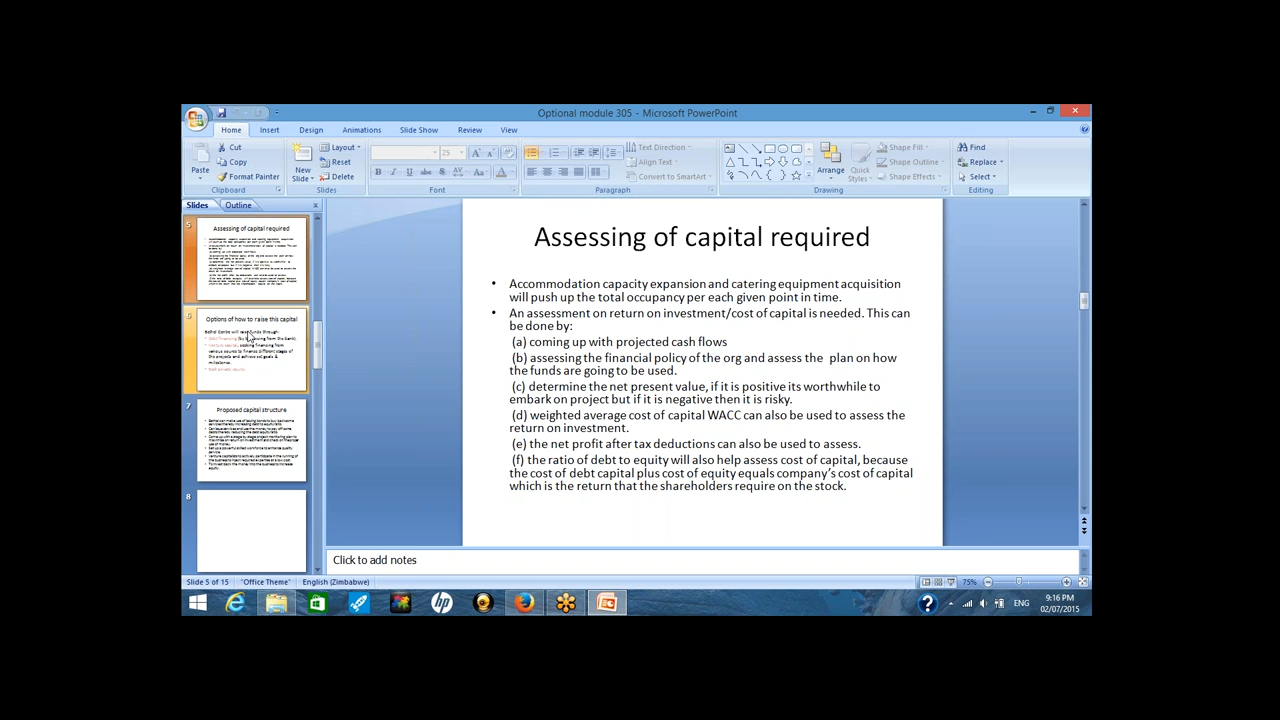 Optional module 305 - Microsoft PowerPoint
Home Insert Design Animations Slide Show Review View
Cut
Copy
Format Painter
Paste
Clipboard
New Slide
Layout
Reset
Delete
Slides
25
Font
Text Direction
Align Text
Convert to SmartArt
Paragraph
Arrange
Quick Styles
Shape Fill
Shape Outline
Shape Effects
Drawing
Find
Replace
Select
Editing
Slides Outline
5
Assessing of capital required
6
Options of how to raise this capital
7
Proposed capital structure
8
Assessing of capital required
• Accommodation capacity expansion and catering equipment acquisition
will push up the total occupancy per each given point in time.
• An assessment on return on investment/cost of capital is needed. This can
be done by:
(a) coming up with projected cash flows
(b) assessing the financial policy of the org and assess the plan on how
the funds are going to be used.
(c) determine the net present value, if it is positive its worthwhile to
embark on project but if it is negative then it is risky.
(d) weighted average cost of capital WACC can also be used to assess the
return on investment.
(e) the net profit after tax deductions can also be used to assess.
(f) the ratio of debt to equity will also help assess cost of capital, because
the cost of debt capital plus cost of equity equals company's cost of capital
which is the return that the shareholders require on the stock.
Click to add notes
Slide 5 of 15 "Office Theme" English (Zimbabwe) 75%
ENG
9:16 PM
02/07/2015